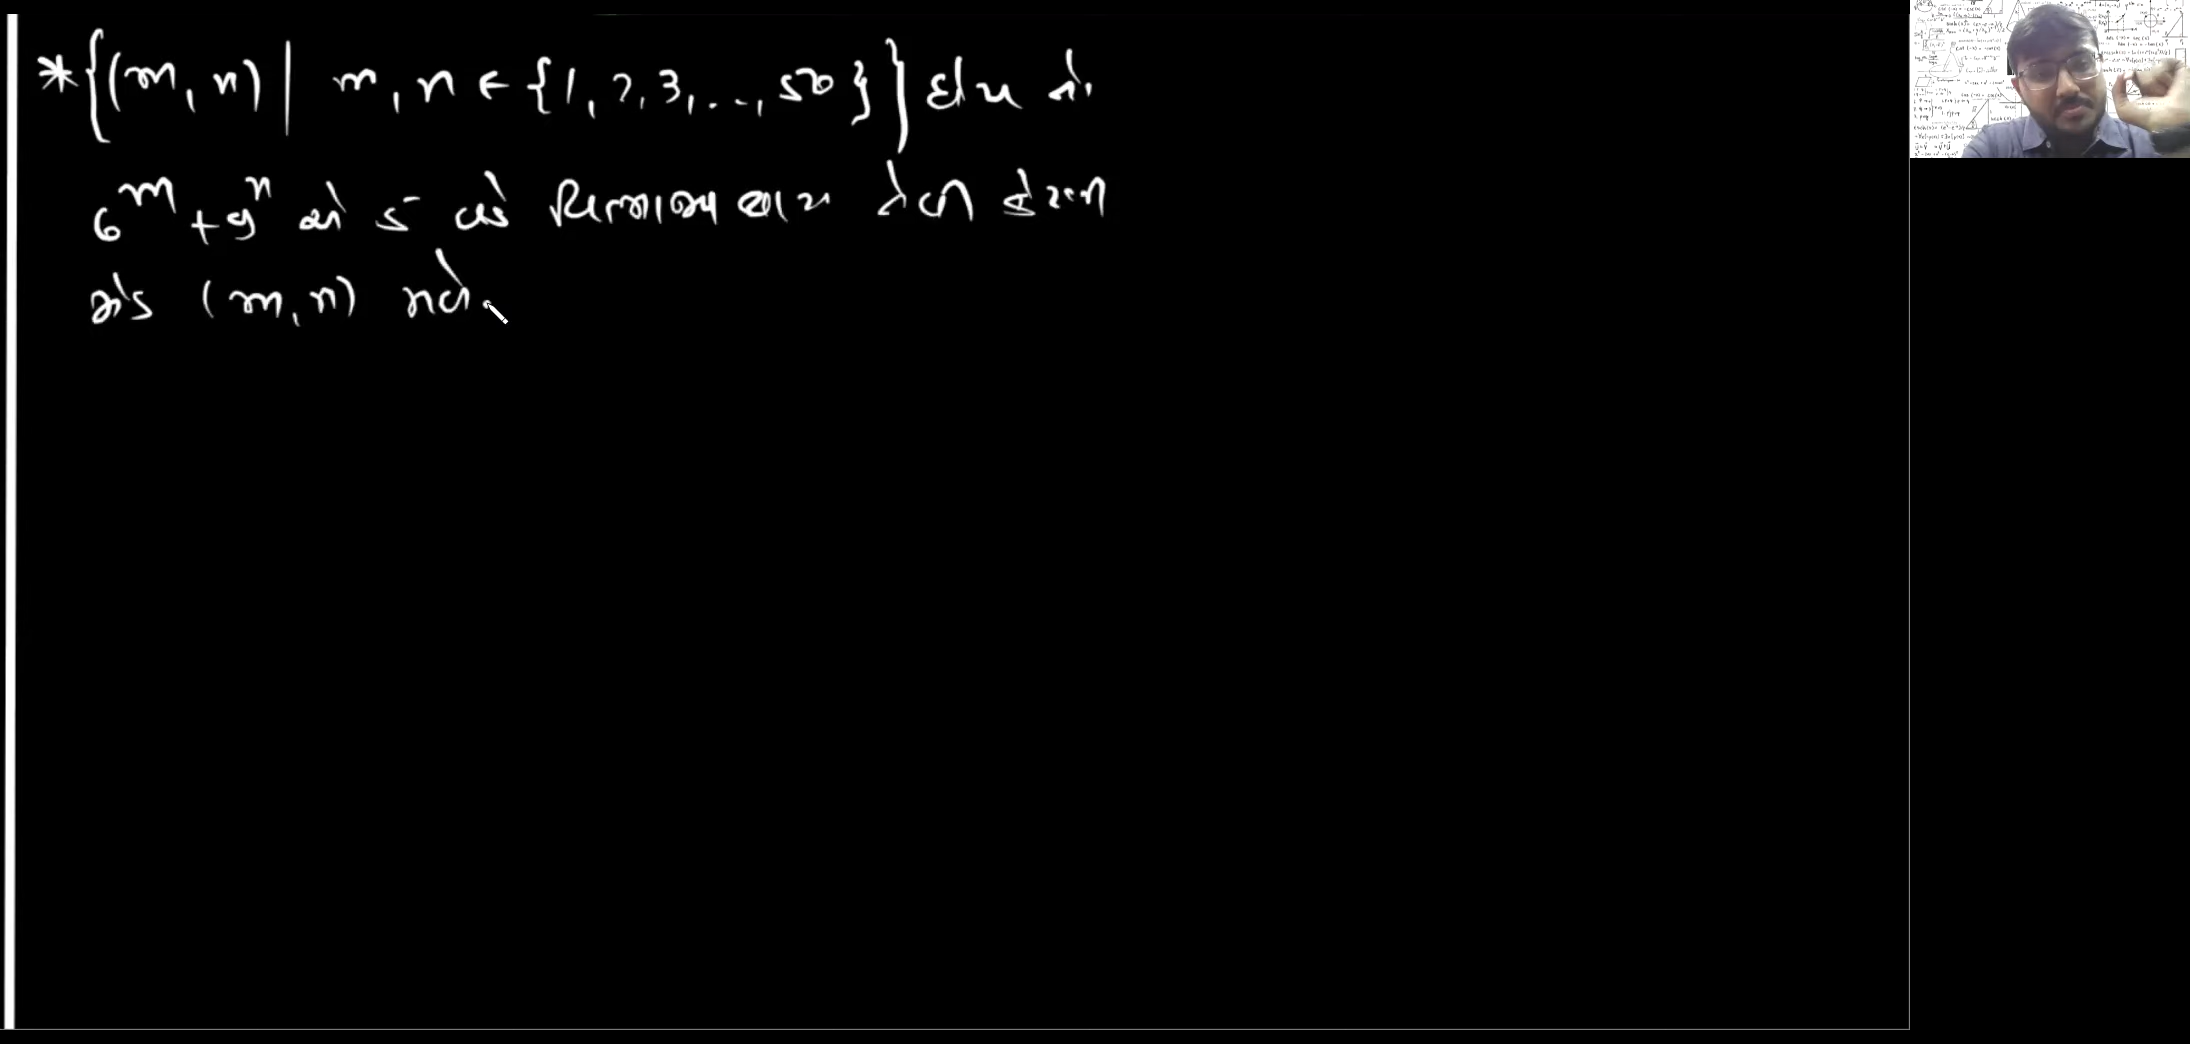 *{(m, n) | m, n ∈ {1, 2, 3, ..., 50}} હોય તો
6^m + 9^n એ 5 વડે વિભાજ્ય થાય તેવી કેટલી
જોડ (m, n) મળે.